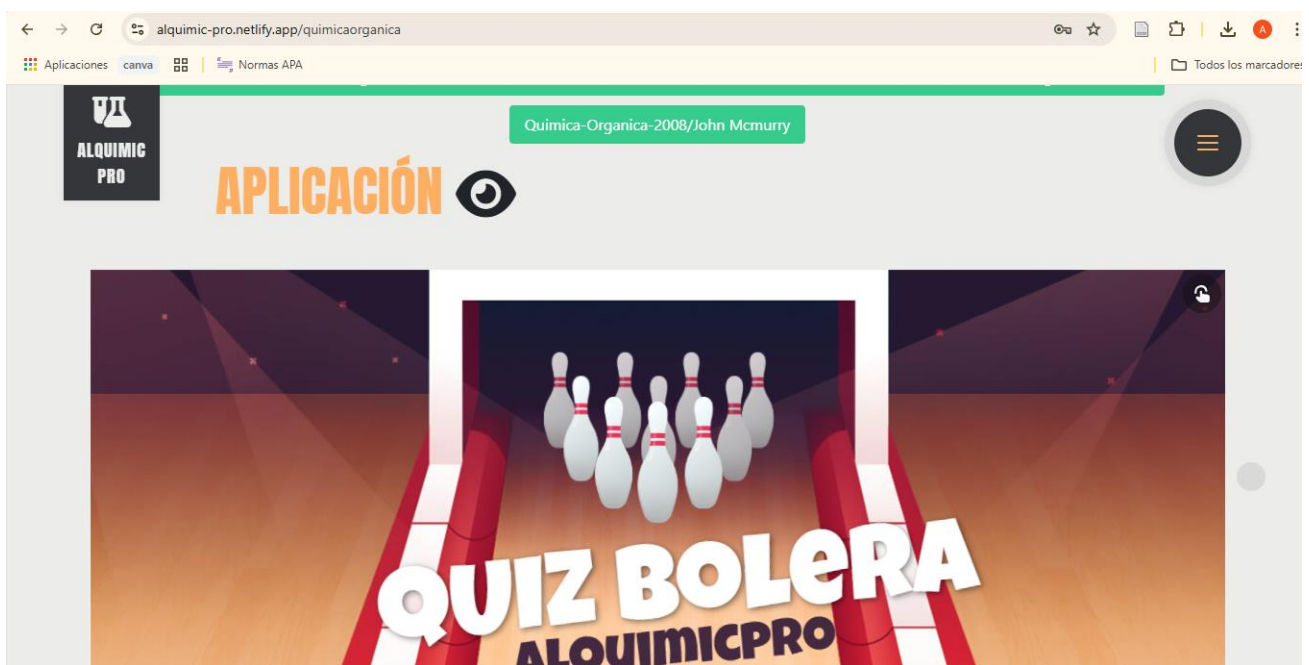 alquimic-pro.netlify.app/quimicaorganica
A
Aplicaciones canva Normas APA Todos los marcadores
Quimica-Organica-2008/John Mcmurry
ALQUIMIC
PRO
APLICACIÓN
QUIZ BOLERA
ALQUIMICPRO